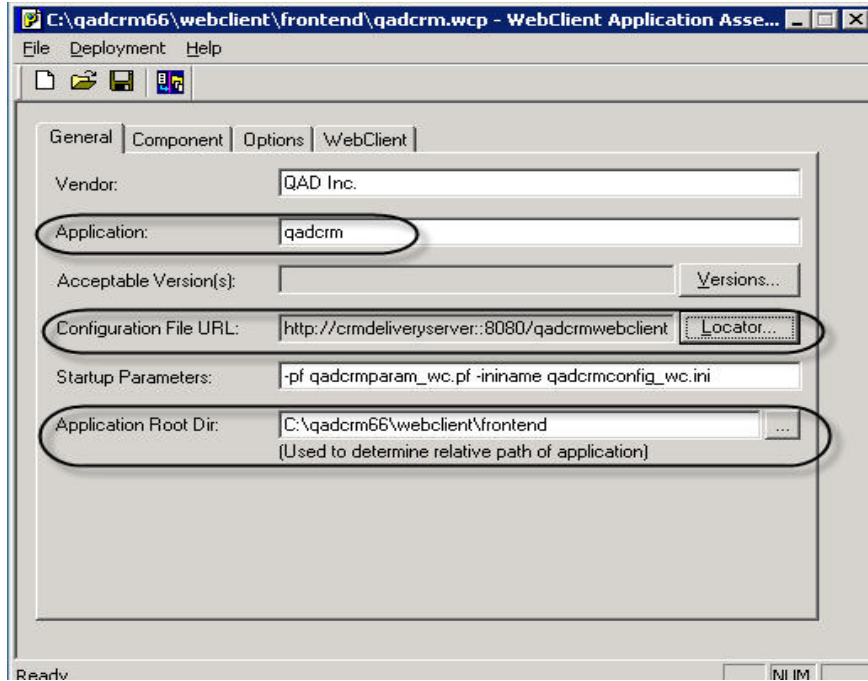 C:\qadcrm66\webclient\frontend\qadcrm.wcp - WebClient Application Asse...
File Deployment Help
General Component Options WebClient
Vendor: QAD Inc.
Application: qadcrm
Acceptable Version(s): Versions...
Configuration File URL: http://crmdeliveryserver::8080/qadcrmwebclient Locator...
Startup Parameters: -pf qadcrmparam_wc.pf -ininame qadcrmconfig_wc.ini
Application Root Dir: C:\qadcrm66\webclient\frontend ...
(Used to determine relative path of application)
Ready NUM